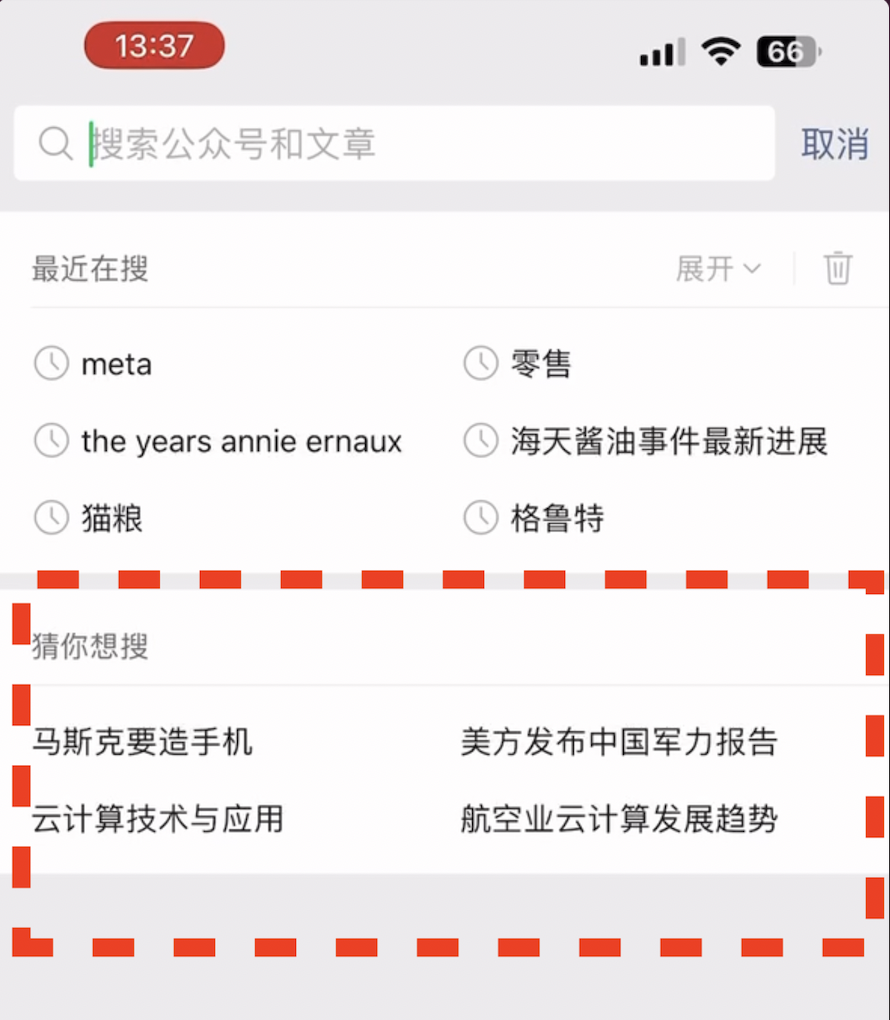 13:37 66
搜索公众号和文章 取消
最近在搜 展开
meta 零售
the years annie ernaux 海天酱油事件最新进展
猫粮 格鲁特
猜你想搜
马斯克要造手机 美方发布中国军力报告
云计算技术与应用 航空业云计算发展趋势